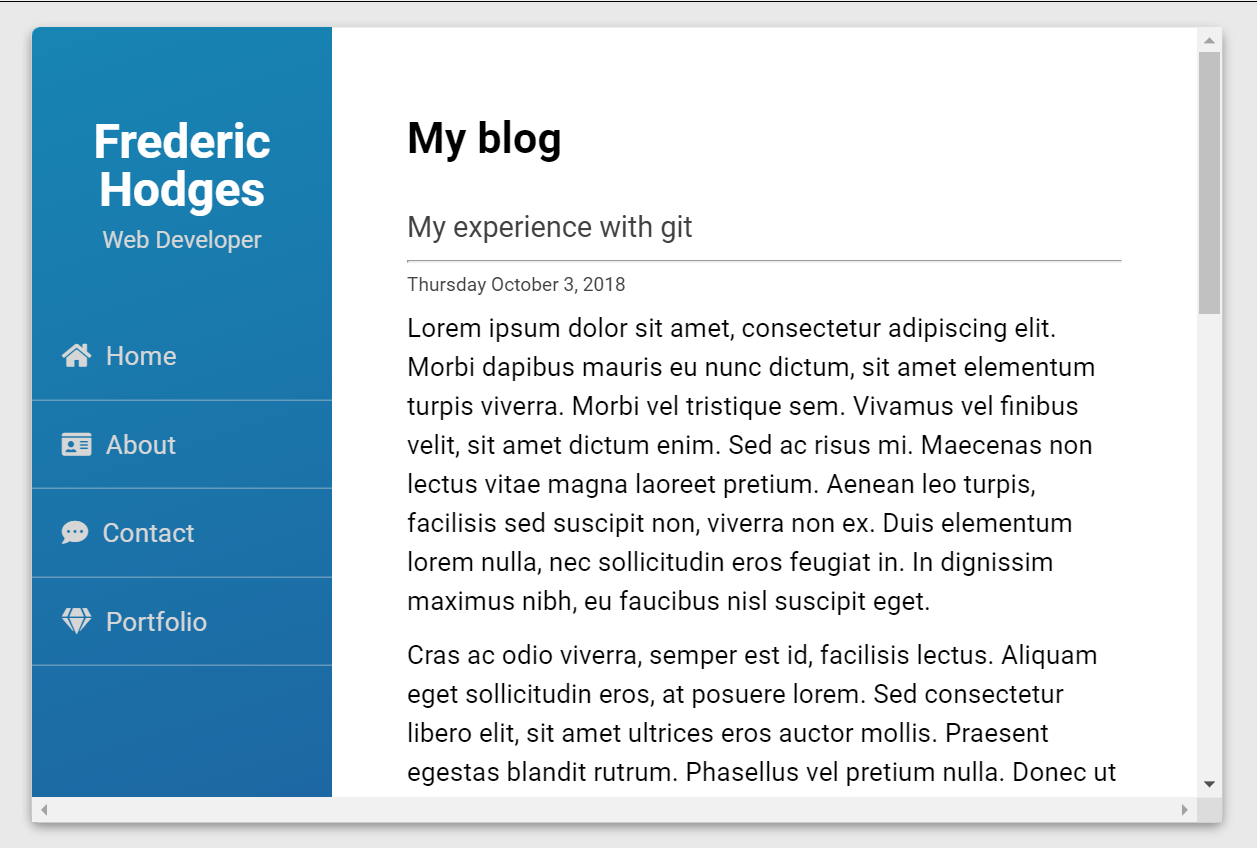 Frederic
Hodges
Web Developer
Home
About
Contact
Portfolio
My blog
My experience with git
Thursday October 3, 2018
Lorem ipsum dolor sit amet, consectetur adipiscing elit.
Morbi dapibus mauris eu nunc dictum, sit amet elementum
turpis viverra. Morbi vel tristique sem. Vivamus vel finibus
velit, sit amet dictum enim. Sed ac risus mi. Maecenas non
lectus vitae magna laoreet pretium. Aenean leo turpis,
facilisis sed suscipit non, viverra non ex. Duis elementum
lorem nulla, nec sollicitudin eros feugiat in. In dignissim
maximus nibh, eu faucibus nisl suscipit eget.
Cras ac odio viverra, semper est id, facilisis lectus. Aliquam
eget sollicitudin eros, at posuere lorem. Sed consectetur
libero elit, sit amet ultrices eros auctor mollis. Praesent
egestas blandit rutrum. Phasellus vel pretium nulla. Donec ut